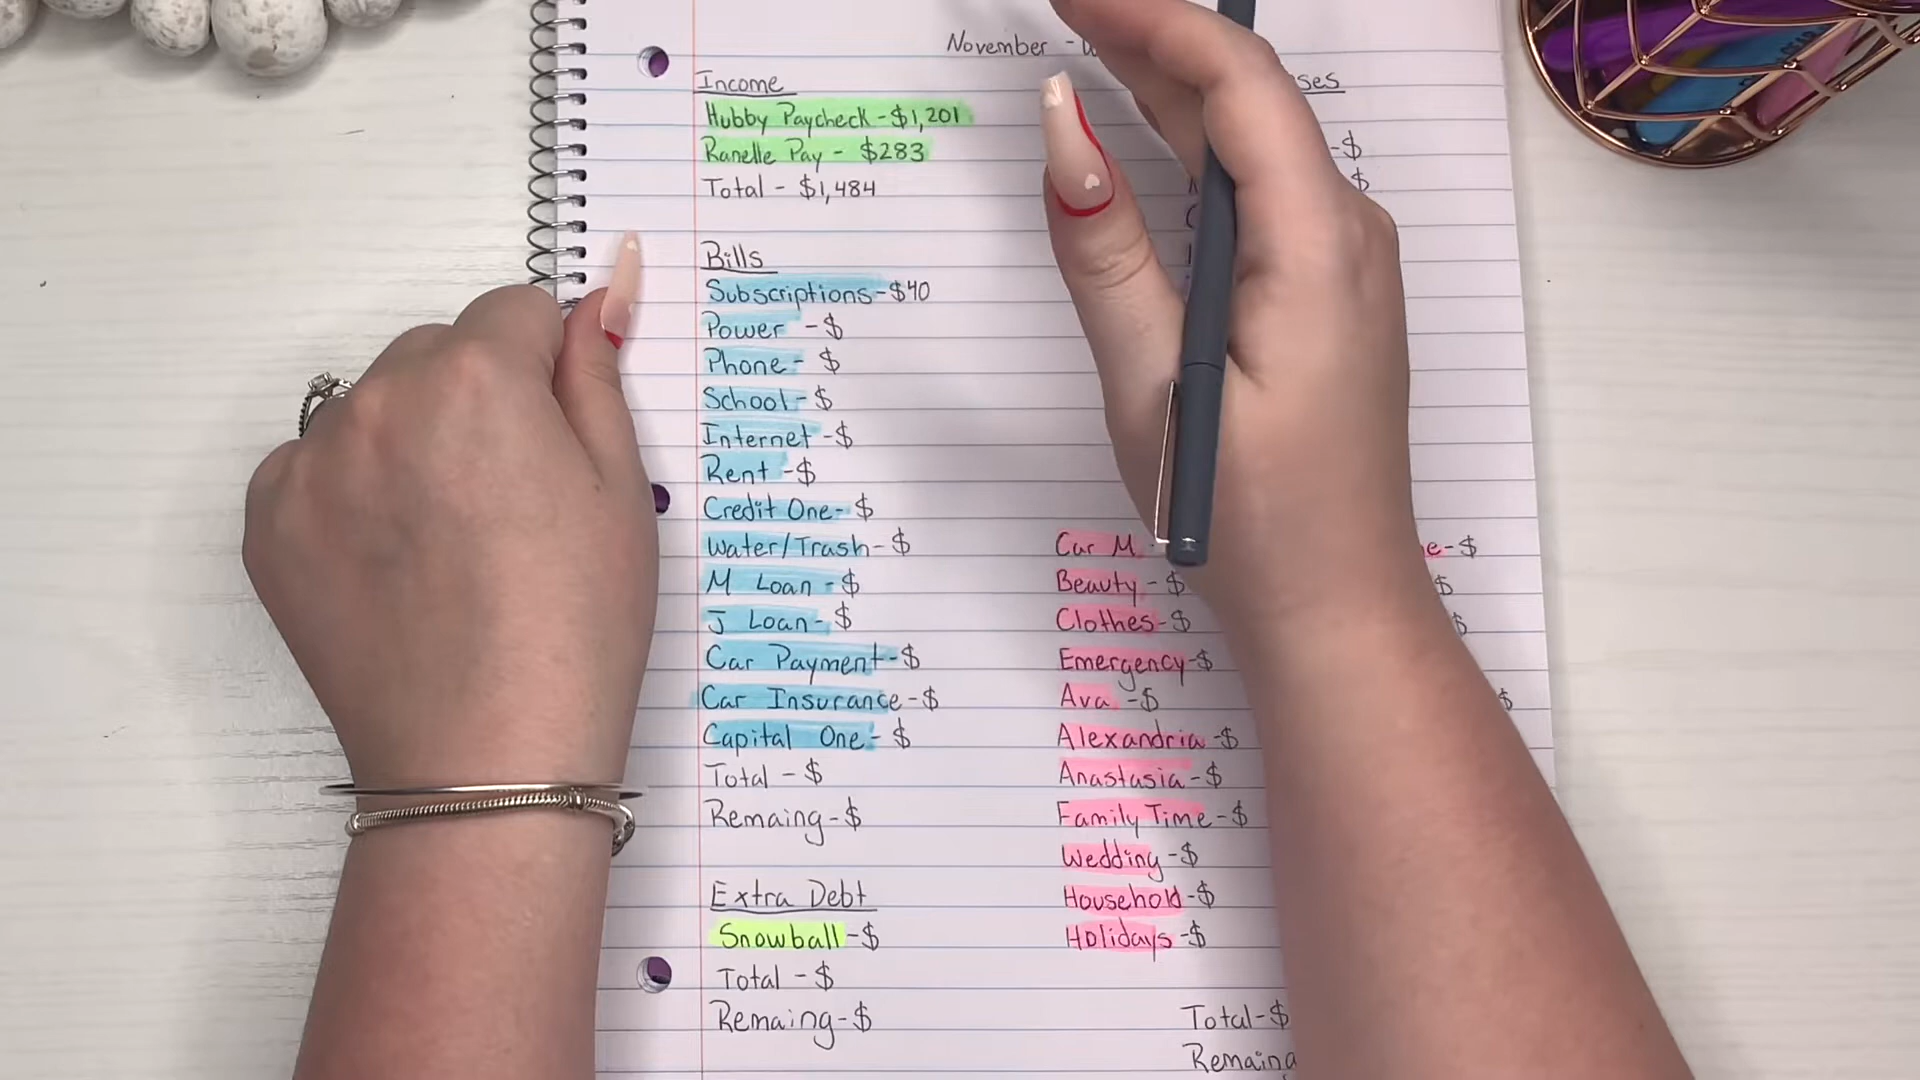 November -
Income
Hubby Paycheck - $1,201
Ranelle Pay - $283
Total - $1,484
Bills
Subscriptions - $40
Power - $
Phone - $
School - $
Internet - $
Rent - $
Credit One - $
Water/Trash - $
M Loan - $
J Loan - $
Car Payment - $
Car Insurance - $
Capital One - $
Total - $
Remaing - $
Extra Debt
Snowball - $
Total - $
Remaing - $
- $
$
Car M.
- $
Beauty - $
$
Clothes - $
$
Emergency - $
Ava - $
$
Alexandria - $
Anastasia - $
Family Time - $
Wedding - $
Household - $
Holidays - $
Total - $